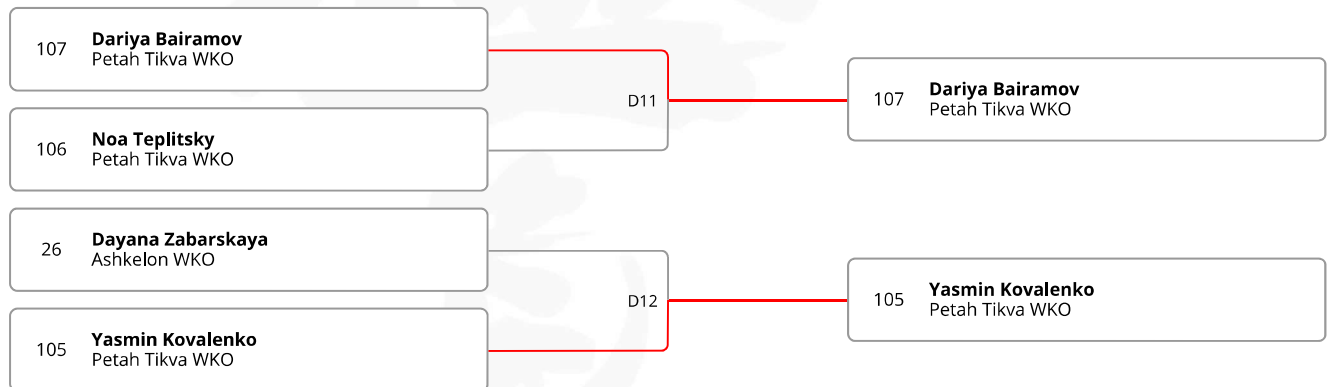 107
Dariya Bairamov
Petah Tikva WKO
106
Noa Teplitsky
Petah Tikva WKO
D11
107
Dariya Bairamov
Petah Tikva WKO
26
Dayana Zabarskaya
Ashkelon WKO
105
Yasmin Kovalenko
Petah Tikva WKO
D12
105
Yasmin Kovalenko
Petah Tikva WKO